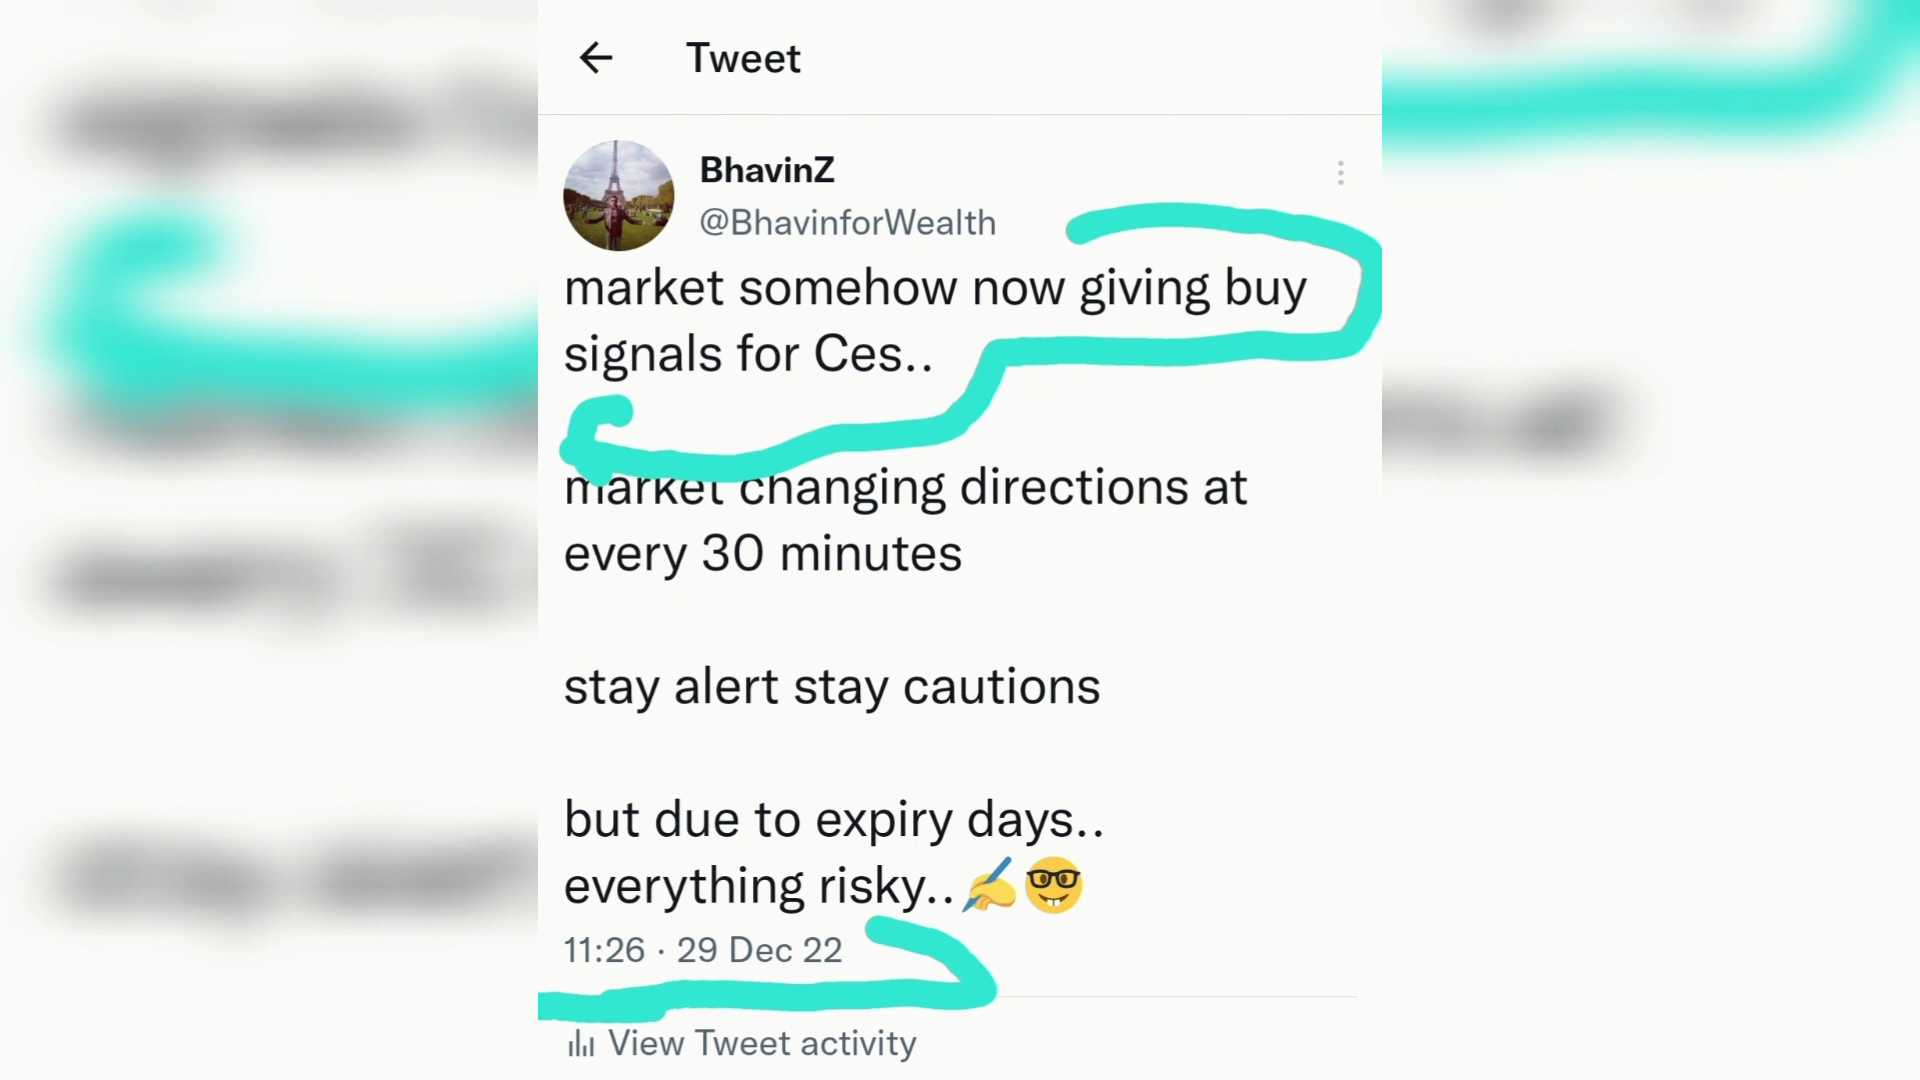 Tweet
BhavinZ
@BhavinforWealth
market somehow now giving buy
signals for Ces..
market changing directions at
every 30 minutes
stay alert stay cautions
but due to expiry days..
everything risky..✍️🤓
11:26 · 29 Dec 22
View Tweet activity